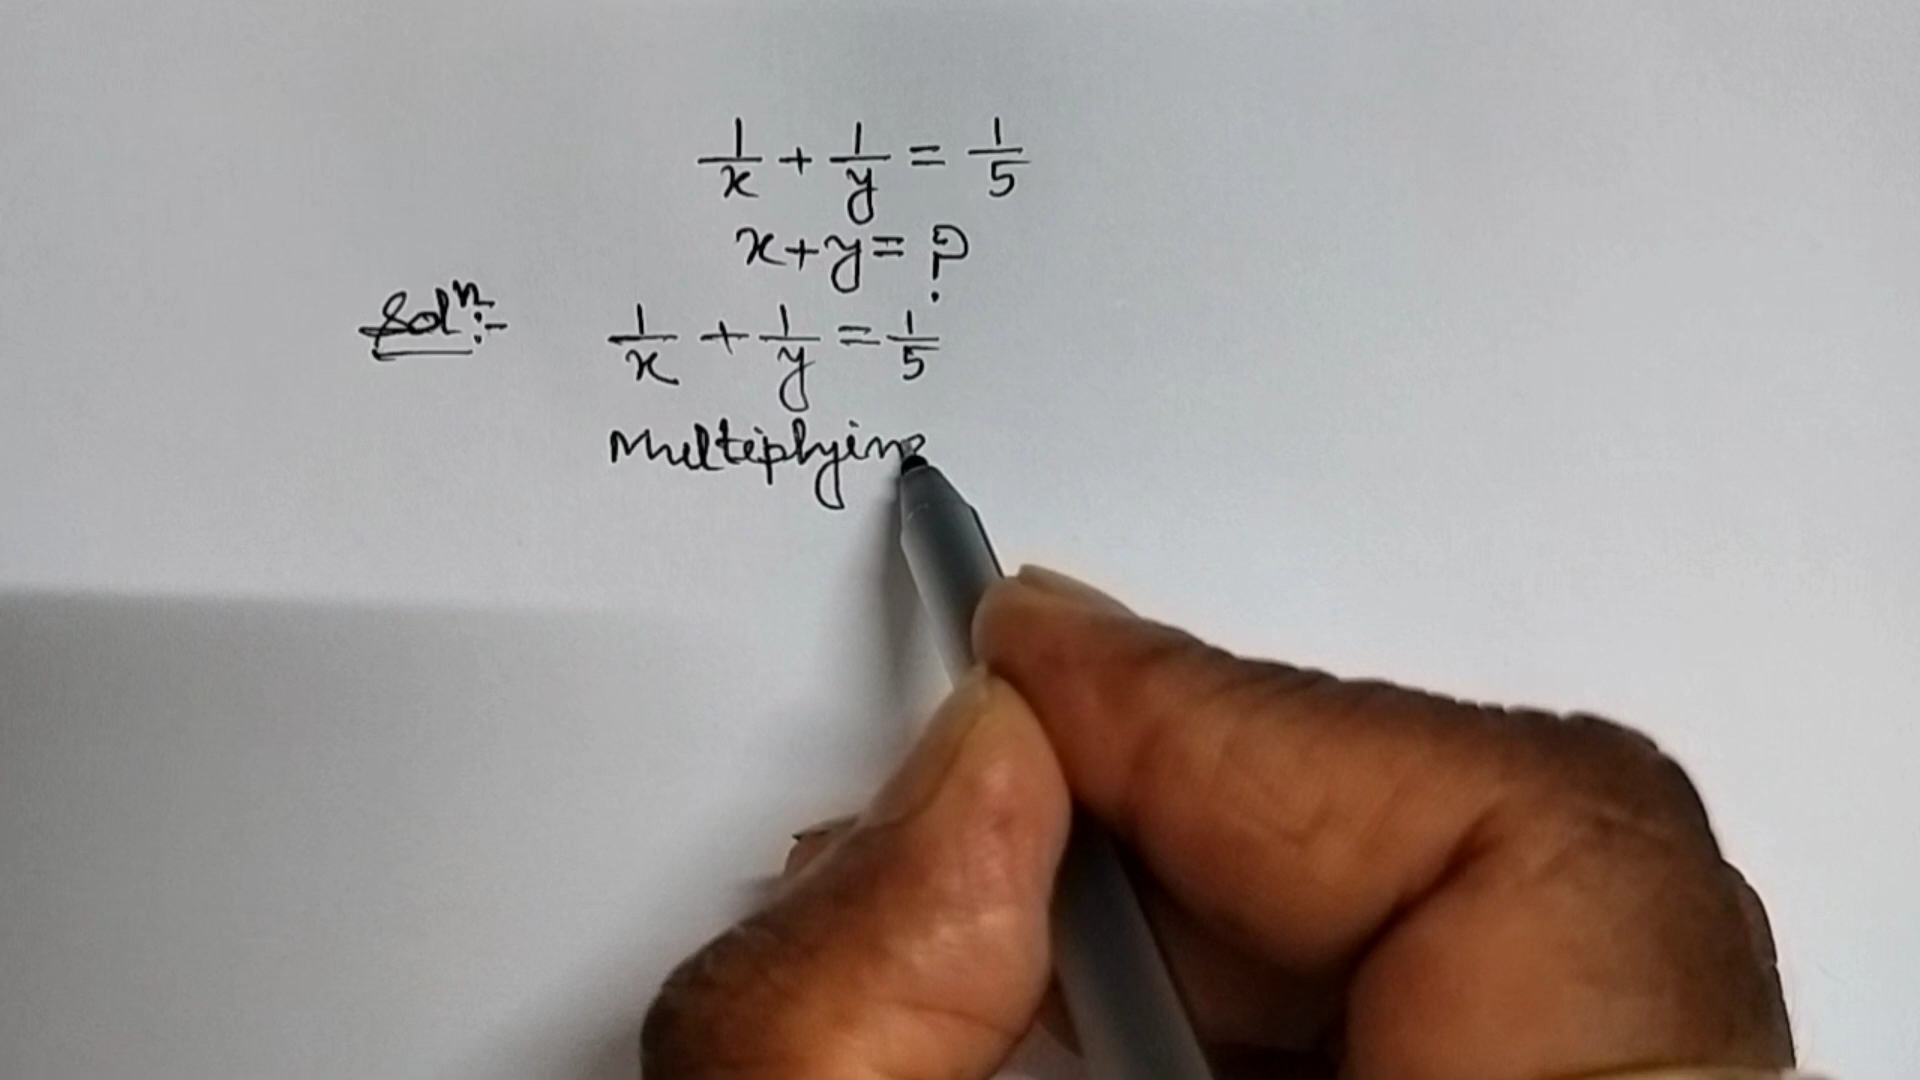 1/x + 1/y = 1/5
x+y= ?
Solⁿ:- 1/x + 1/y = 1/5
Multiplying